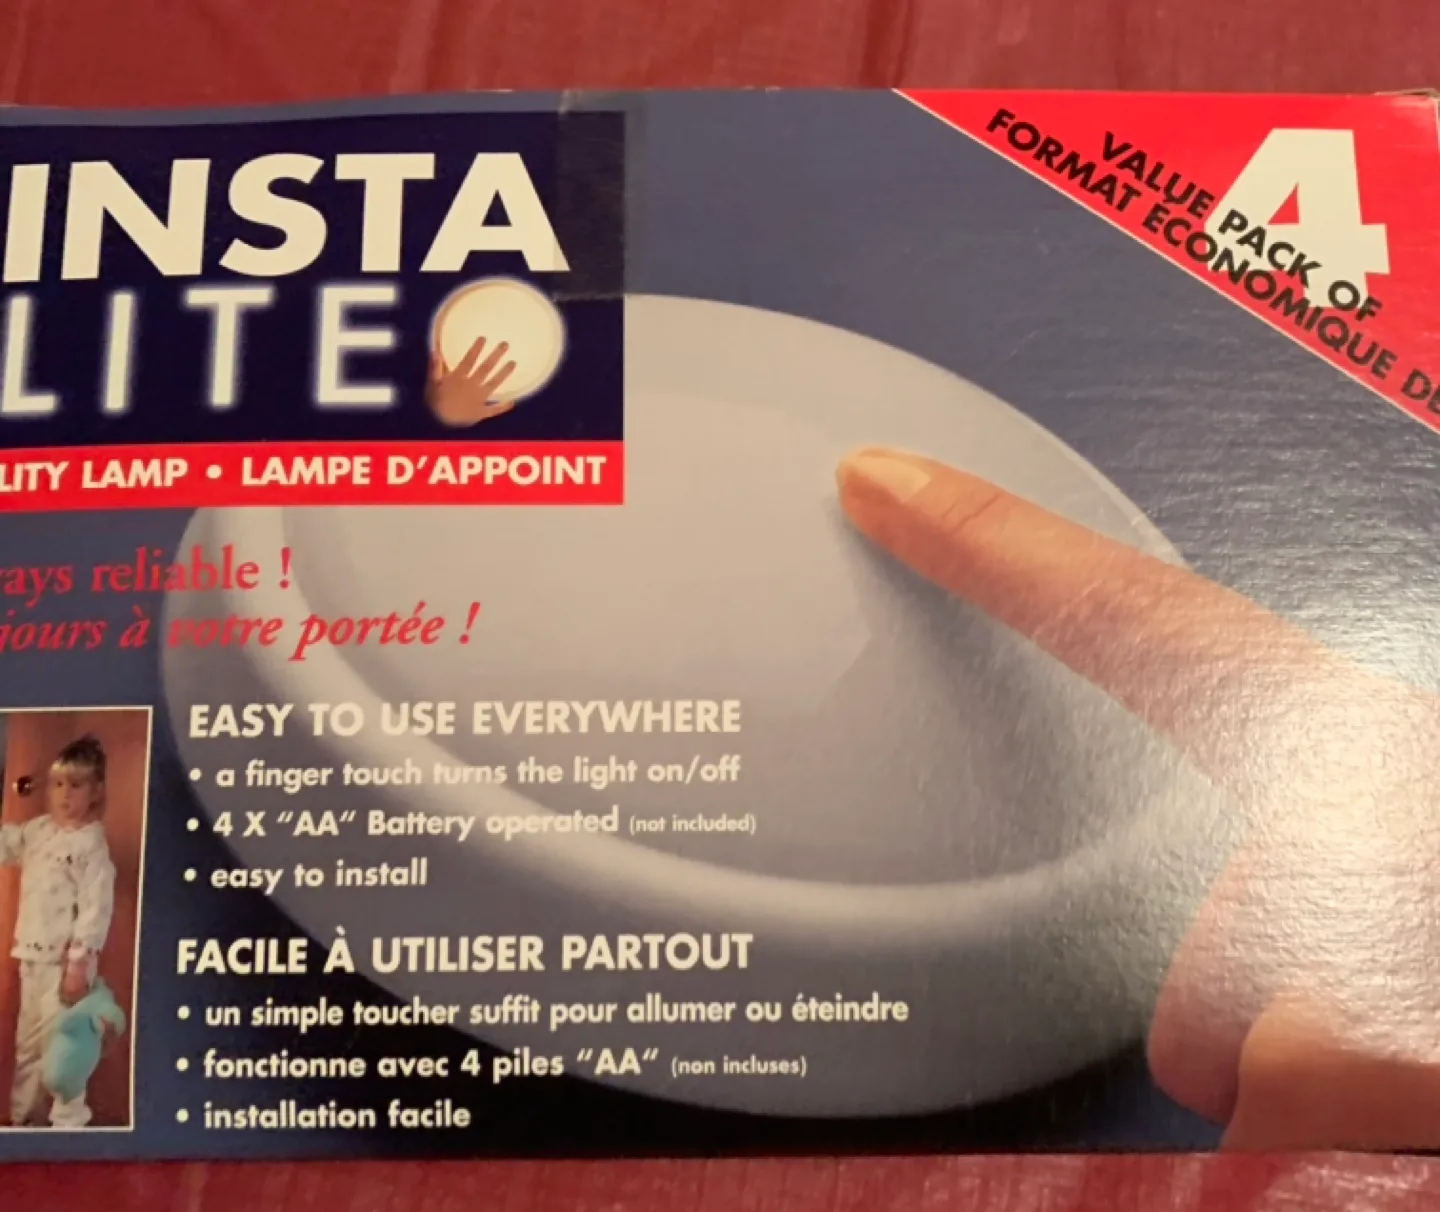 INSTA
LITE
LITY LAMP • LAMPE D'APPOINT
VALUE PACK OF 4
FORMAT ÉCONOMIQUE DE
ays reliable !
jours à votre portée !
EASY TO USE EVERYWHERE
• a finger touch turns the light on/off
• 4 X "AA" Battery operated (not included)
• easy to install
FACILE À UTILISER PARTOUT
• un simple toucher suffit pour allumer ou éteindre
• fonctionne avec 4 piles "AA" (non incluses)
• installation facile